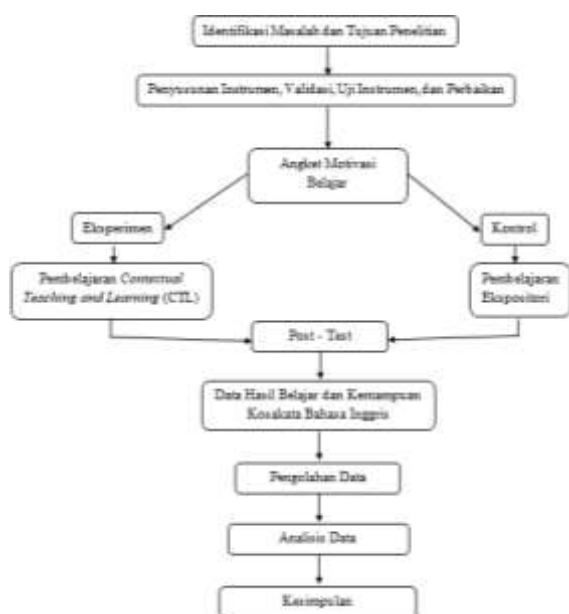 Identifikasi Masalah dan Tujuan Penelitian
Penyusunan Instrumen, Validasi, Uji Instrumen, dan Perbaikan
Angket Motivasi
Belajar
Eksperimen
Kontrol
Pembelajaran Contextual
Teaching and Learning (CTL)
Pembelajaran
Ekspositori
Post - Test
Data Hasil Belajar dan Kemampuan
Kosakata Bahasa Inggris
Pengolahan Data
Analisis Data
Kesimpulan